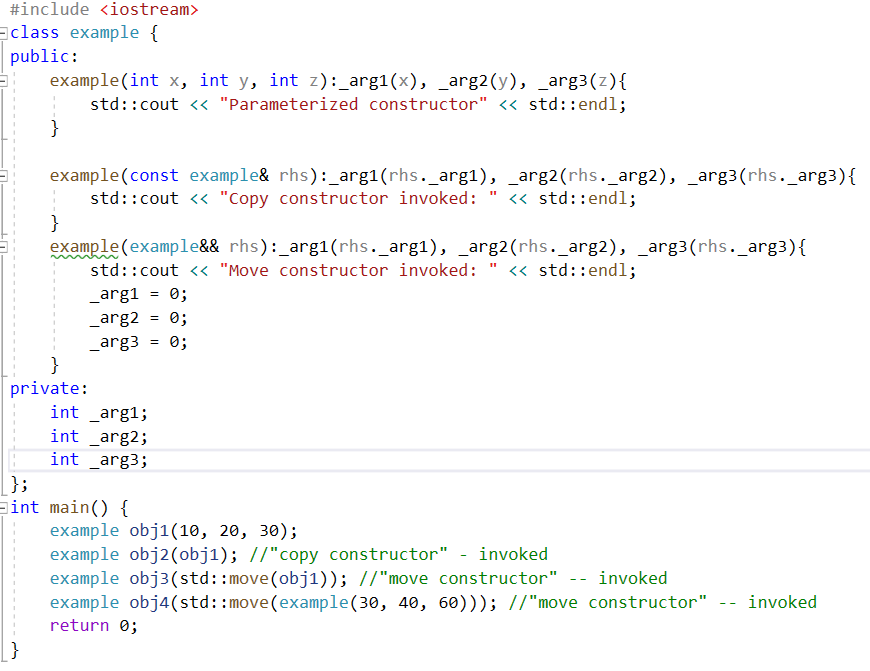 #include <iostream>
class example {
public:
    example(int x, int y, int z):_arg1(x), _arg2(y), _arg3(z){
        std::cout << "Parameterized constructor" << std::endl;
    }

    example(const example& rhs):_arg1(rhs._arg1), _arg2(rhs._arg2), _arg3(rhs._arg3){
        std::cout << "Copy constructor invoked: " << std::endl;
    }
    example(example&& rhs):_arg1(rhs._arg1), _arg2(rhs._arg2), _arg3(rhs._arg3){
        std::cout << "Move constructor invoked: " << std::endl;
        _arg1 = 0;
        _arg2 = 0;
        _arg3 = 0;
    }
private:
    int _arg1;
    int _arg2;
    int _arg3;
};
int main() {
    example obj1(10, 20, 30);
    example obj2(obj1); //"copy constructor" - invoked
    example obj3(std::move(obj1)); //"move constructor" -- invoked
    example obj4(std::move(example(30, 40, 60))); //"move constructor" -- invoked
    return 0;
}